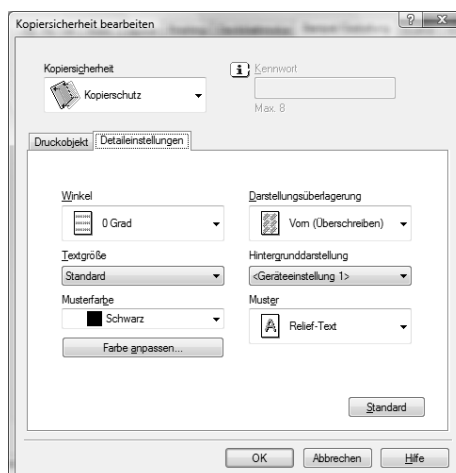 Kopiersicherheit bearbeiten
Kopiersicherheit
Kopierschutz
Kennwort
Max. 8
Druckobjekt
Detaileinstellungen
Winkel
0 Grad
Darstellungsüberlagerung
Vorn (Überschreiben)
Textgröße
Standard
Hintergrunddarstellung
<Geräteeinstellung 1>
Musterfarbe
Schwarz
Muster
Relief-Text
Farbe anpassen...
Standard
OK
Abbrechen
Hilfe